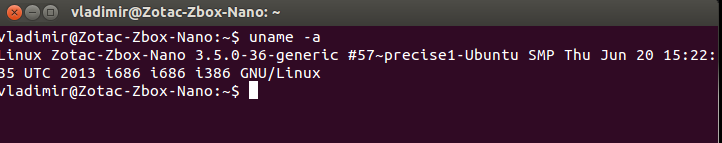 vladimir@Zotac-Zbox-Nano: ~
vladimir@Zotac-Zbox-Nano:~$ uname -a
Linux Zotac-Zbox-Nano 3.5.0-36-generic #57~precise1-Ubuntu SMP Thu Jun 20 15:22:
35 UTC 2013 i686 i686 i386 GNU/Linux
vladimir@Zotac-Zbox-Nano:~$